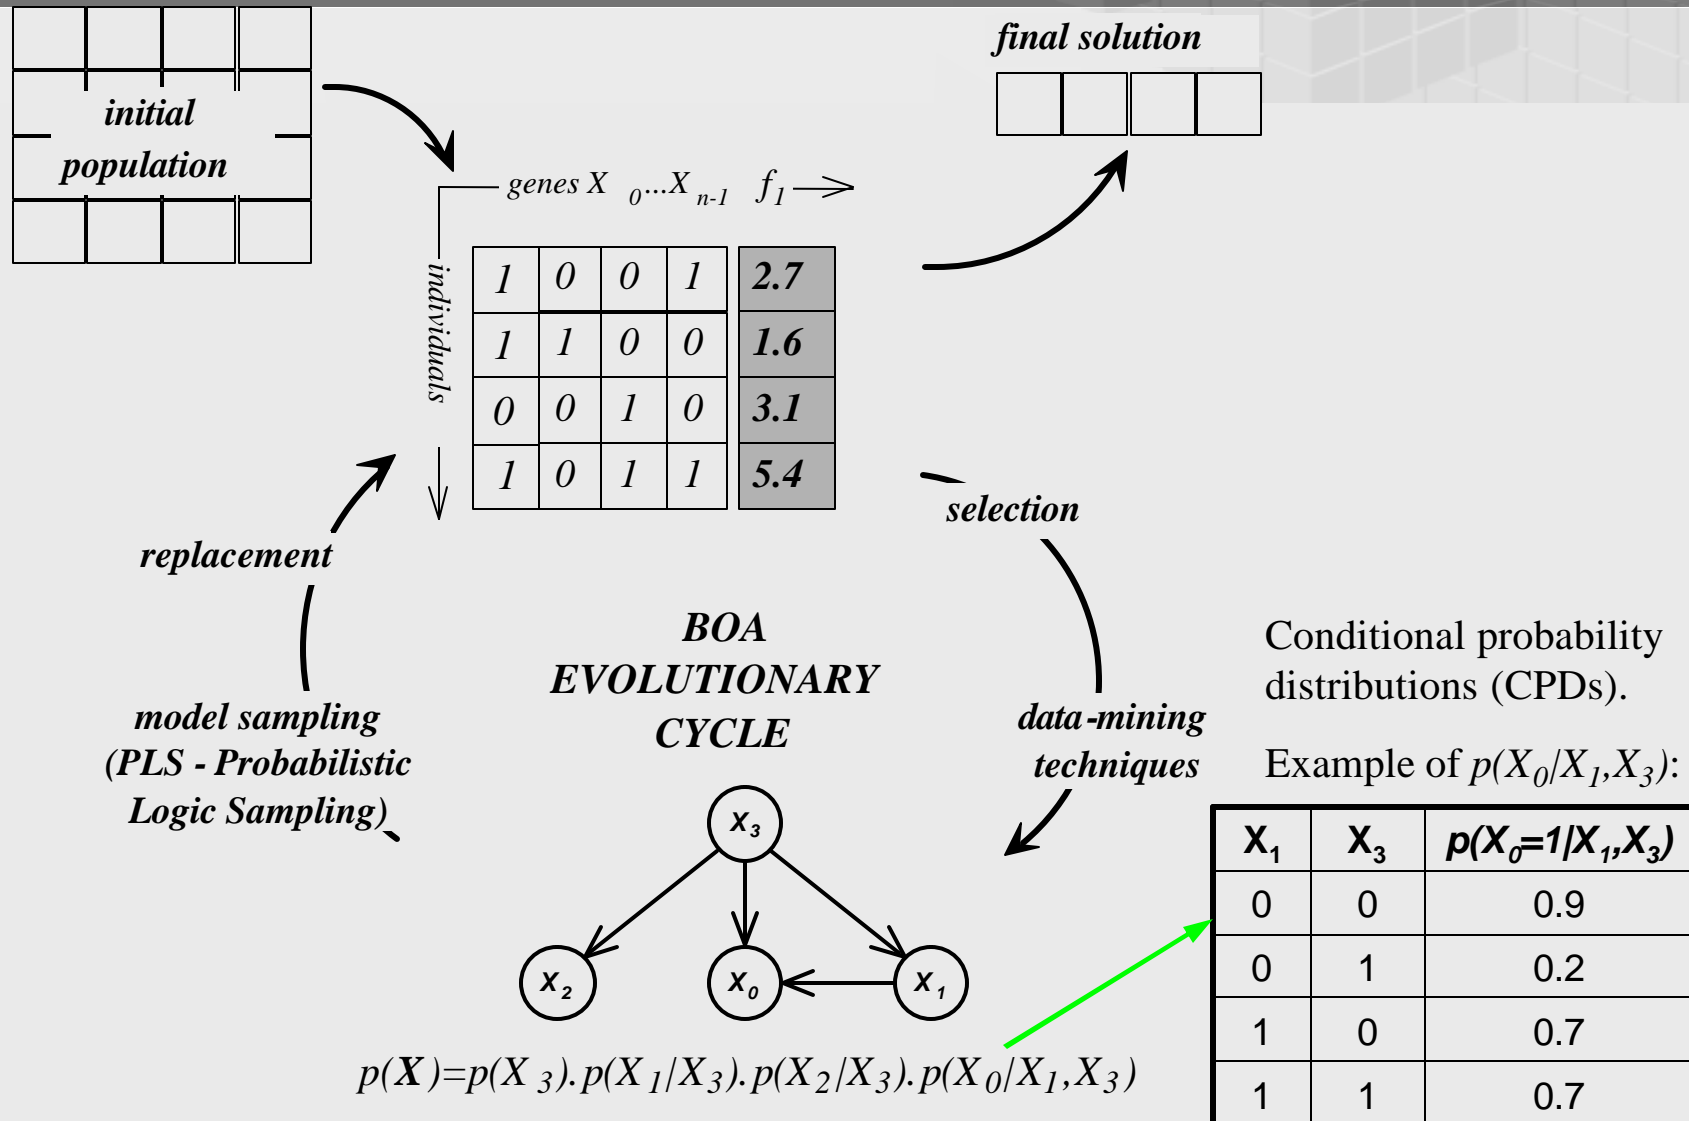 initial
population
final solution
genes X 0...X n-1 f1
individuals
1 0 0 1 2.7
1 1 0 0 1.6
0 0 1 0 3.1
1 0 1 1 5.4
selection
replacement
BOA
EVOLUTIONARY
CYCLE
model sampling
(PLS - Probabilistic
Logic Sampling)
data-mining
techniques
Conditional probability
distributions (CPDs).
Example of p(X0/X1,X3):
X1 X3 p(X0=1|X1,X3)
0 0 0.9
0 1 0.2
1 0 0.7
1 1 0.7
X3
X2 X0 X1
p(X)=p(X3).p(X1/X3).p(X2/X3).p(X0/X1,X3)